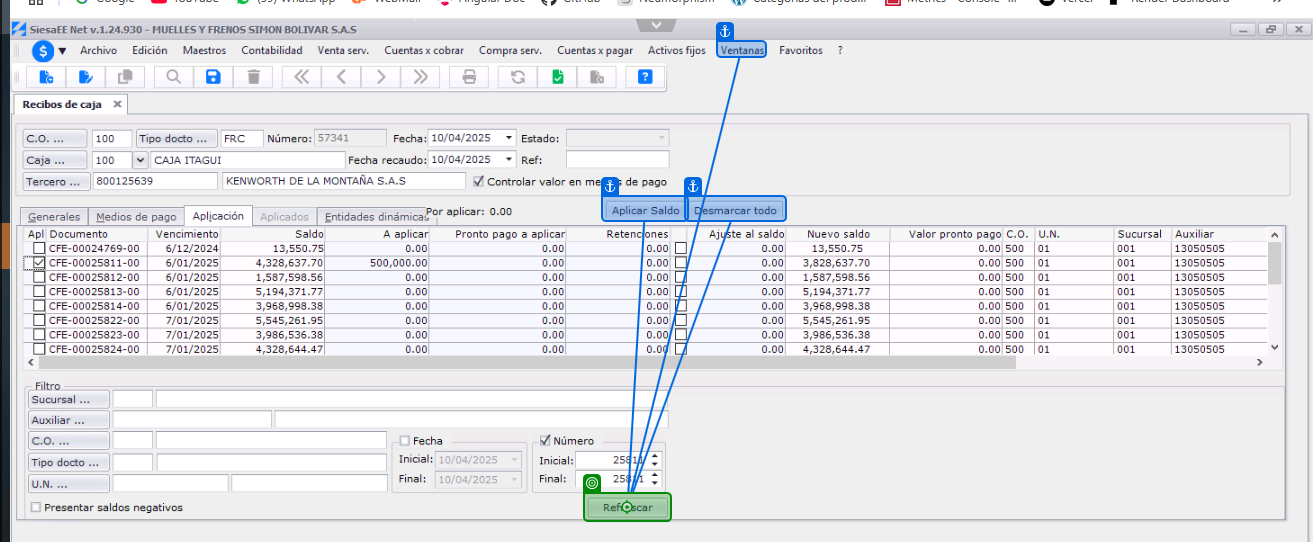 Google (99) WhatsApp WebMail Angular Doc GitHub Neumorphism Categorías del produ... Metrics - Console - m Vercel Render Dashboard
SiesaEE Net v.1.24.930 - MUELLES Y FRENOS SIMON BOLIVAR S.A.S
Archivo Edición Maestros Contabilidad Venta serv. Cuentas x cobrar Compra serv. Cuentas x pagar Activos fijos Ventanas Favoritos ?
Recibos de caja X
C.O. ... 100 Tipo docto ... FRC Número: 57341 Fecha: 10/04/2025 Estado:
Caja ... 100 CAJA ITAGUI Fecha recaudo: 10/04/2025 Ref:
Tercero ... 800125639 KENWORTH DE LA MONTAÑA S.A.S Controlar valor en medios de pago
Generales Medios de pago Aplicación Aplicados Entidades dinámicas Por aplicar: 0.00 Aplicar Saldo Desmarcar todo
Apl Documento Vencimiento Saldo A aplicar Pronto pago a aplicar Retenciones Ajuste al saldo Nuevo saldo Valor pronto pago C.O. U.N. Sucursal Auxiliar
CFE-00024769-00 6/12/2024 13,550.75 0.00 0.00 0.00 0.00 13,550.75 0.00 500 01 001 13050505
CFE-00025811-00 6/01/2025 4,328,637.70 500,000.00 0.00 0.00 0.00 3,828,637.70 0.00 500 01 001 13050505
CFE-00025812-00 6/01/2025 1,587,598.56 0.00 0.00 0.00 0.00 1,587,598.56 0.00 500 01 001 13050505
CFE-00025813-00 6/01/2025 5,194,371.77 0.00 0.00 0.00 0.00 5,194,371.77 0.00 500 01 001 13050505
CFE-00025814-00 6/01/2025 3,968,998.38 0.00 0.00 0.00 0.00 3,968,998.38 0.00 500 01 001 13050505
CFE-00025822-00 7/01/2025 5,545,261.95 0.00 0.00 0.00 0.00 5,545,261.95 0.00 500 01 001 13050505
CFE-00025823-00 7/01/2025 3,986,536.38 0.00 0.00 0.00 0.00 3,986,536.38 0.00 500 01 001 13050505
CFE-00025824-00 7/01/2025 4,328,644.47 0.00 0.00 0.00 0.00 4,328,644.47 0.00 500 01 001 13050505
Filtro
Sucursal ...
Auxiliar ...
C.O. ... Fecha Número
Tipo docto ... Inicial: 10/04/2025 Inicial: 25811
U.N. ... Final: 10/04/2025 Final: 25811
Presentar saldos negativos Refrescar